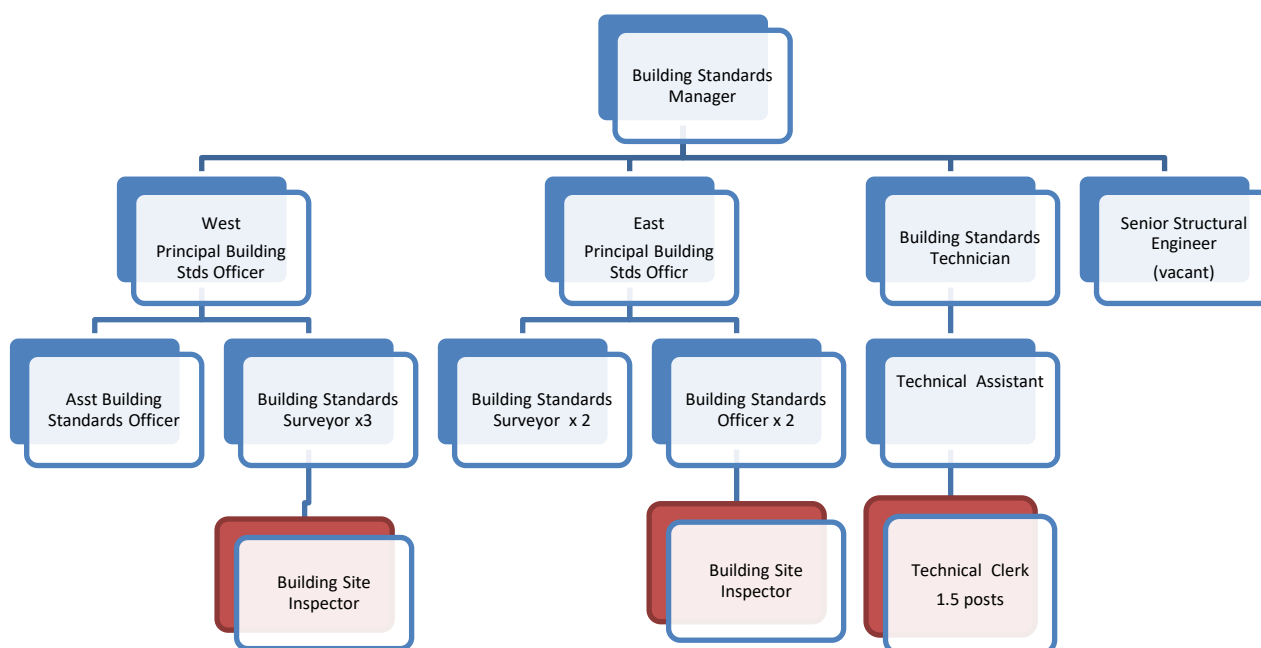 Building Standards
Manager
West
Principal Building
Stds Officer
East
Principal Building
Stds Officr
Building Standards
Technician
Senior Structural
Engineer
(vacant)
Asst Building
Standards Officer
Building Standards
Surveyor x3
Building Standards
Surveyor x 2
Building Standards
Officer x 2
Technical Assistant
Building Site
Inspector
Building Site
Inspector
Technical Clerk
1.5 posts